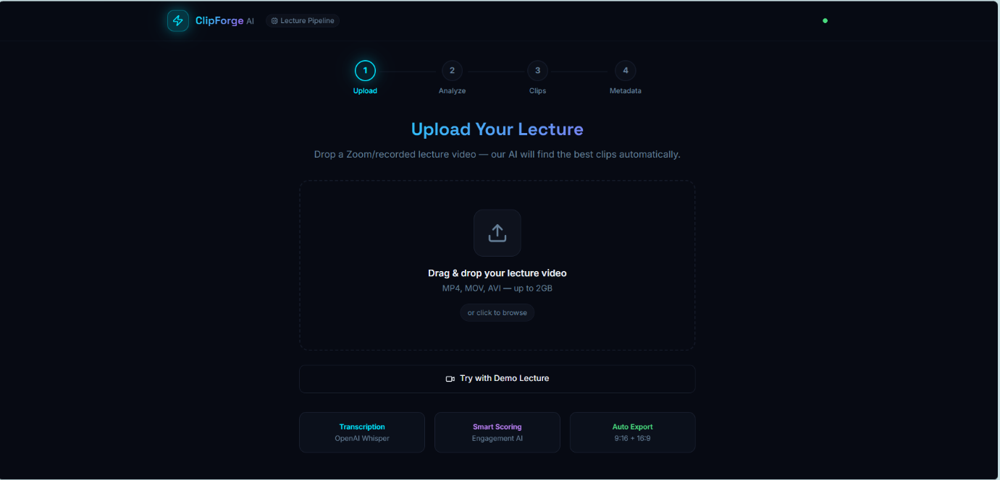 ClipForge AI
Lecture Pipeline
1
2
3
4
Upload
Analyze
Clips
Metadata
Upload Your Lecture
Drop a Zoom/recorded lecture video — our AI will find the best clips automatically.
Drag & drop your lecture video
MP4, MOV, AVI — up to 2GB
or click to browse
Try with Demo Lecture
Transcription
OpenAI Whisper
Smart Scoring
Engagement AI
Auto Export
9:16 + 16:9